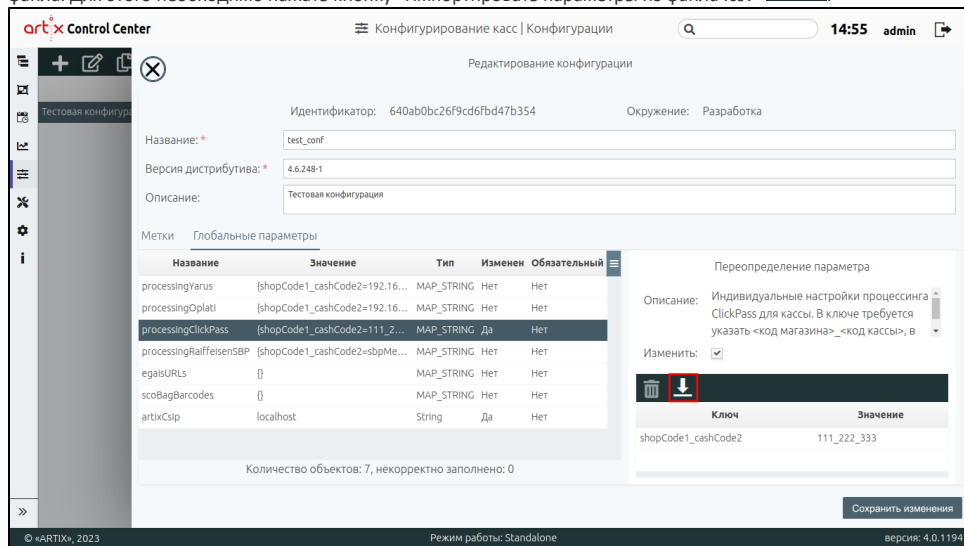 artix Control Center
Конфигурирование касс | Конфигурации
14:55 admin
Редактирование конфигурации
Тестовая конфигура
Идентификатор: 640ab0bc26f9cd6fbd47b354 Окружение: Разработка
Название: * test_conf
Версия дистрибутива: * 4.6.248-1
Описание: Тестовая конфигурация
Метки Глобальные параметры
Название Значение Тип Изменен Обязательный
processingYarus {shopCode1_cashCode2=192.16... MAP_STRING Нет Нет
processingOplati {shopCode1_cashCode2=192.16... MAP_STRING Нет Нет
processingClickPass {shopCode1_cashCode2=111_2... MAP_STRING Да Нет
processingRaiffeisenSBP {shopCode1_cashCode2=sbpMe... MAP_STRING Нет Нет
egaisURLs {} MAP_STRING Нет Нет
scoBagBarcodes {} MAP_STRING Нет Нет
artixCsIp localhost String Да Нет
Количество объектов: 7, некорректно заполнено: 0
Переопределение параметра
Описание: Индивидуальные настройки процессинга
ClickPass для кассы. В ключе требуется
указать <код магазина>_<код кассы>, в
Изменить:
Ключ Значение
shopCode1_cashCode2 111_222_333
Сохранить изменения
© «ARTIX», 2023 Режим работы: Standalone версия: 4.0.1194